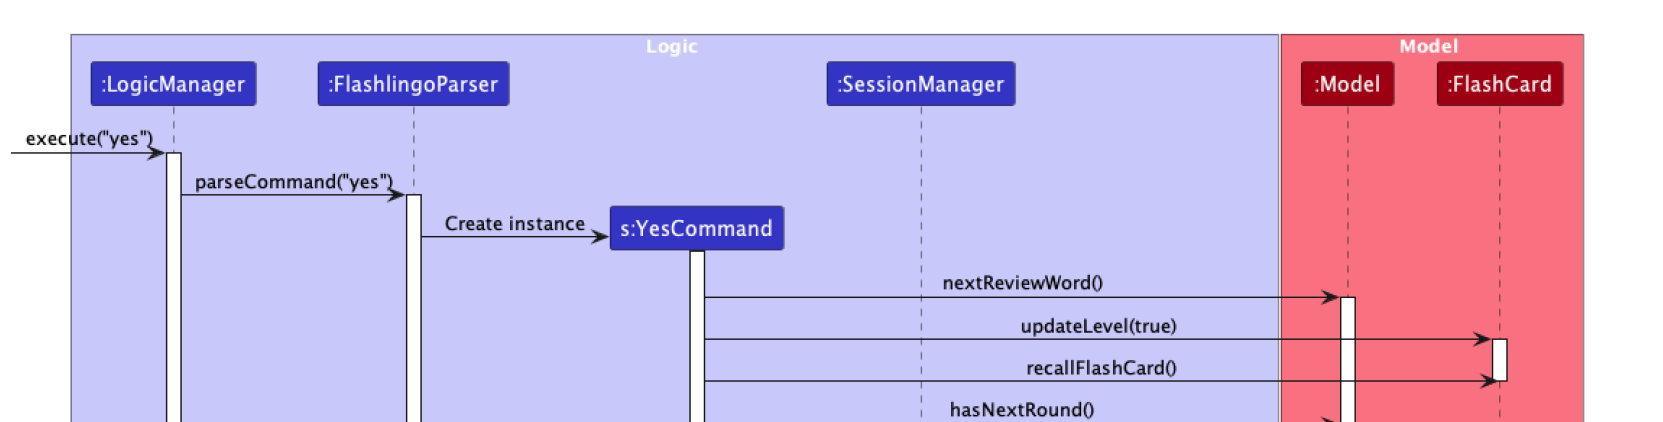 Logic
Model
:LogicManager
:FlashlingoParser
:SessionManager
:Model
:FlashCard
execute("yes")
parseCommand("yes")
Create instance
s:YesCommand
nextReviewWord()
updateLevel(true)
recallFlashCard()
hasNextRound()